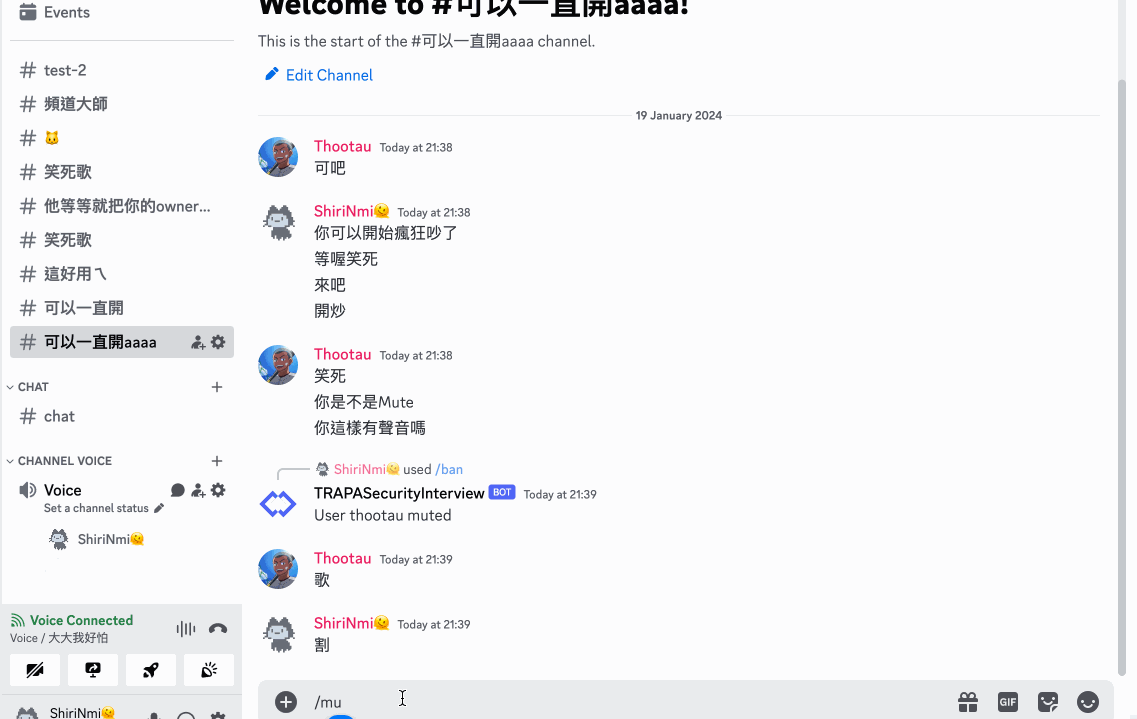 Events
test-2
頻道大師
🐱
笑死歌
他等等就把你的owner...
笑死歌
這好用ㄟ
可以一直開
可以一直開aaaa
CHAT
chat
CHANNEL VOICE
Voice
Set a channel status
ShiriNmi🫠
Voice Connected
Voice / 大大我好怕
ShiriNmi🫠
Welcome to #可以一直開aaaa!
This is the start of the #可以一直開aaaa channel.
Edit Channel
19 January 2024
Thootau Today at 21:38
可吧
ShiriNmi🫠 Today at 21:38
你可以開始瘋狂吵了
等喔笑死
來吧
開炒
Thootau Today at 21:38
笑死
你是不是Mute
你這樣有聲音嗎
ShiriNmi🫠 used /ban
TRAPASecurityInterview BOT Today at 21:39
User thootau muted
Thootau Today at 21:39
歌
ShiriNmi🫠 Today at 21:39
割
/mu
GIF